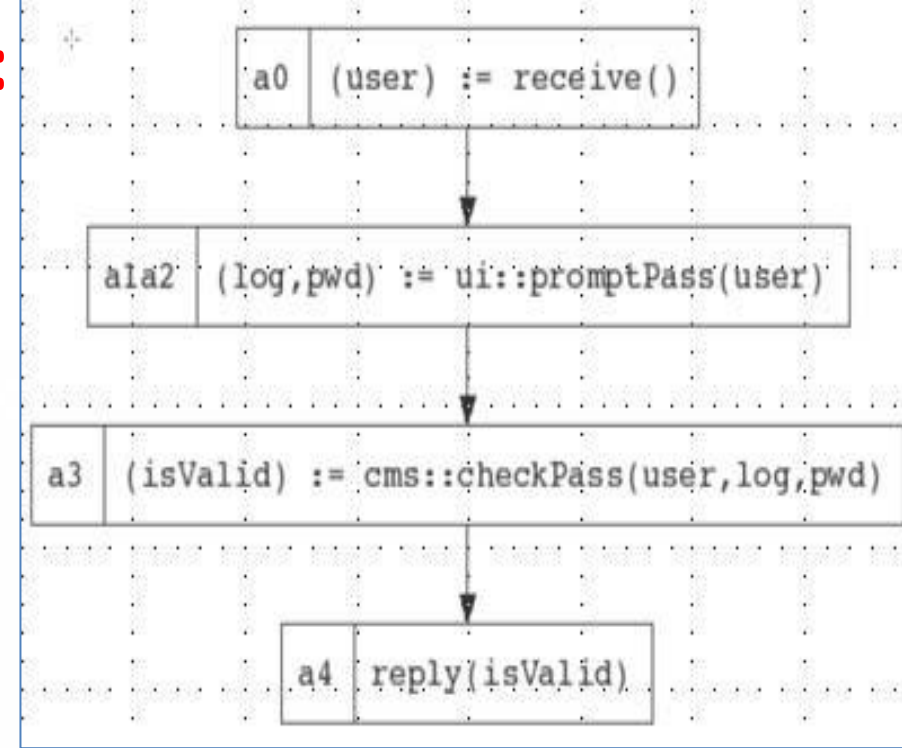 a0 (user) := receive()
a1a2 (log,pwd) := ui::promptPass(user)
a3 (isValid) := cms::checkPass(user,log,pwd)
a4 reply(isValid)